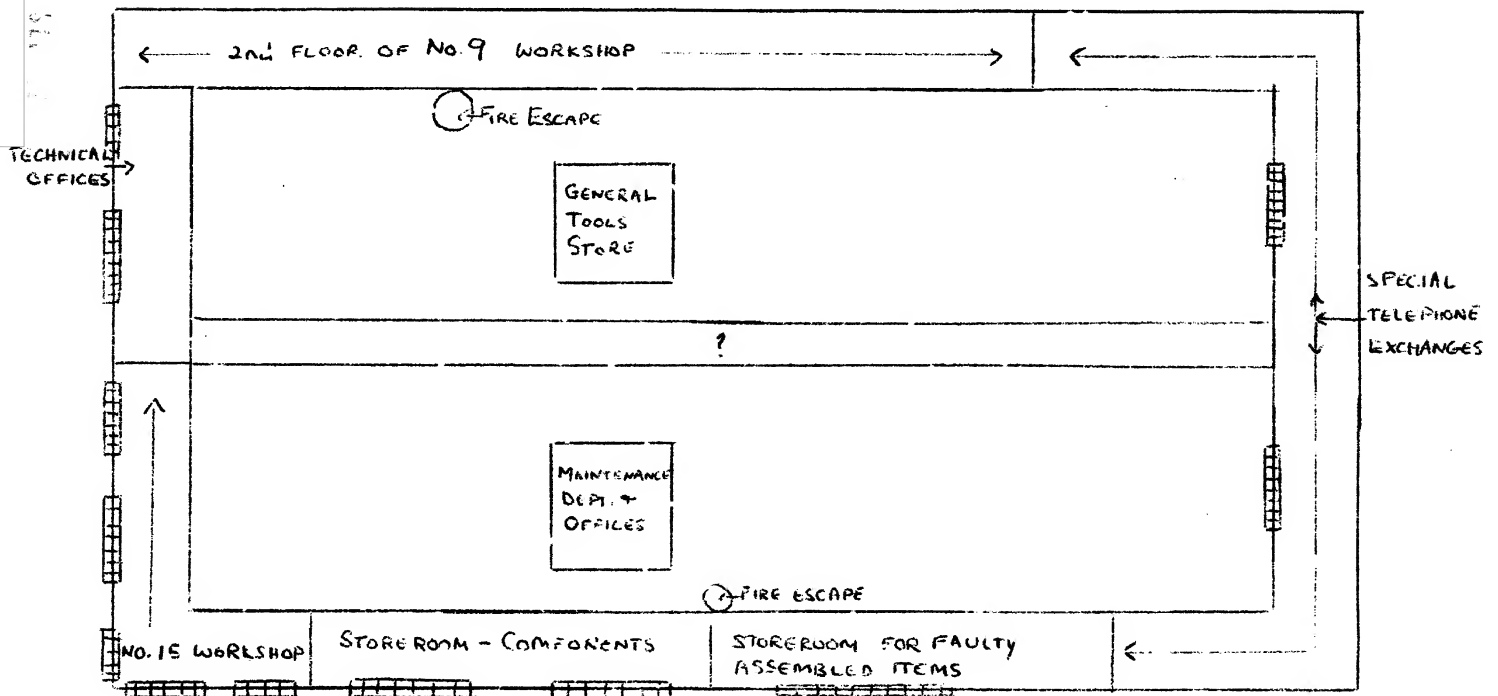 2nd FLOOR. OF No. 9 WORKSHOP
FIRE ESCAPE
TECHNICAL
OFFICES
GENERAL
TOOLS
STORE
SPECIAL
TELEPHONE
EXCHANGES
?
MAINTENANCE
DEPT. +
OFFICES
FIRE ESCAPE
NO. 15 WORKSHOP
STOREROOM - COMPONENTS
STOREROOM FOR FAULTY
ASSEMBLED ITEMS